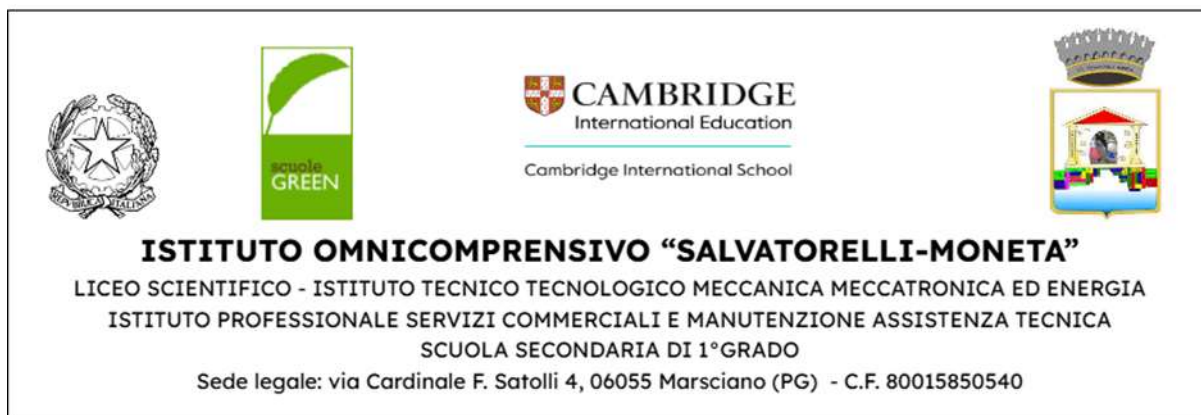 REPVBBLICA ITALIANA
scuole
GREEN
CAMBRIDGE
International Education
Cambridge International School
ISTITUTO OMNICOMPRENSIVO “SALVATORELLI-MONETA”
LICEO SCIENTIFICO - ISTITUTO TECNICO TECNOLOGICO MECCANICA MECCATRONICA ED ENERGIA
ISTITUTO PROFESSIONALE SERVIZI COMMERCIALI E MANUTENZIONE ASSISTENZA TECNICA
SCUOLA SECONDARIA DI 1°GRADO
Sede legale: via Cardinale F. Satolli 4, 06055 Marsciano (PG) - C.F. 80015850540